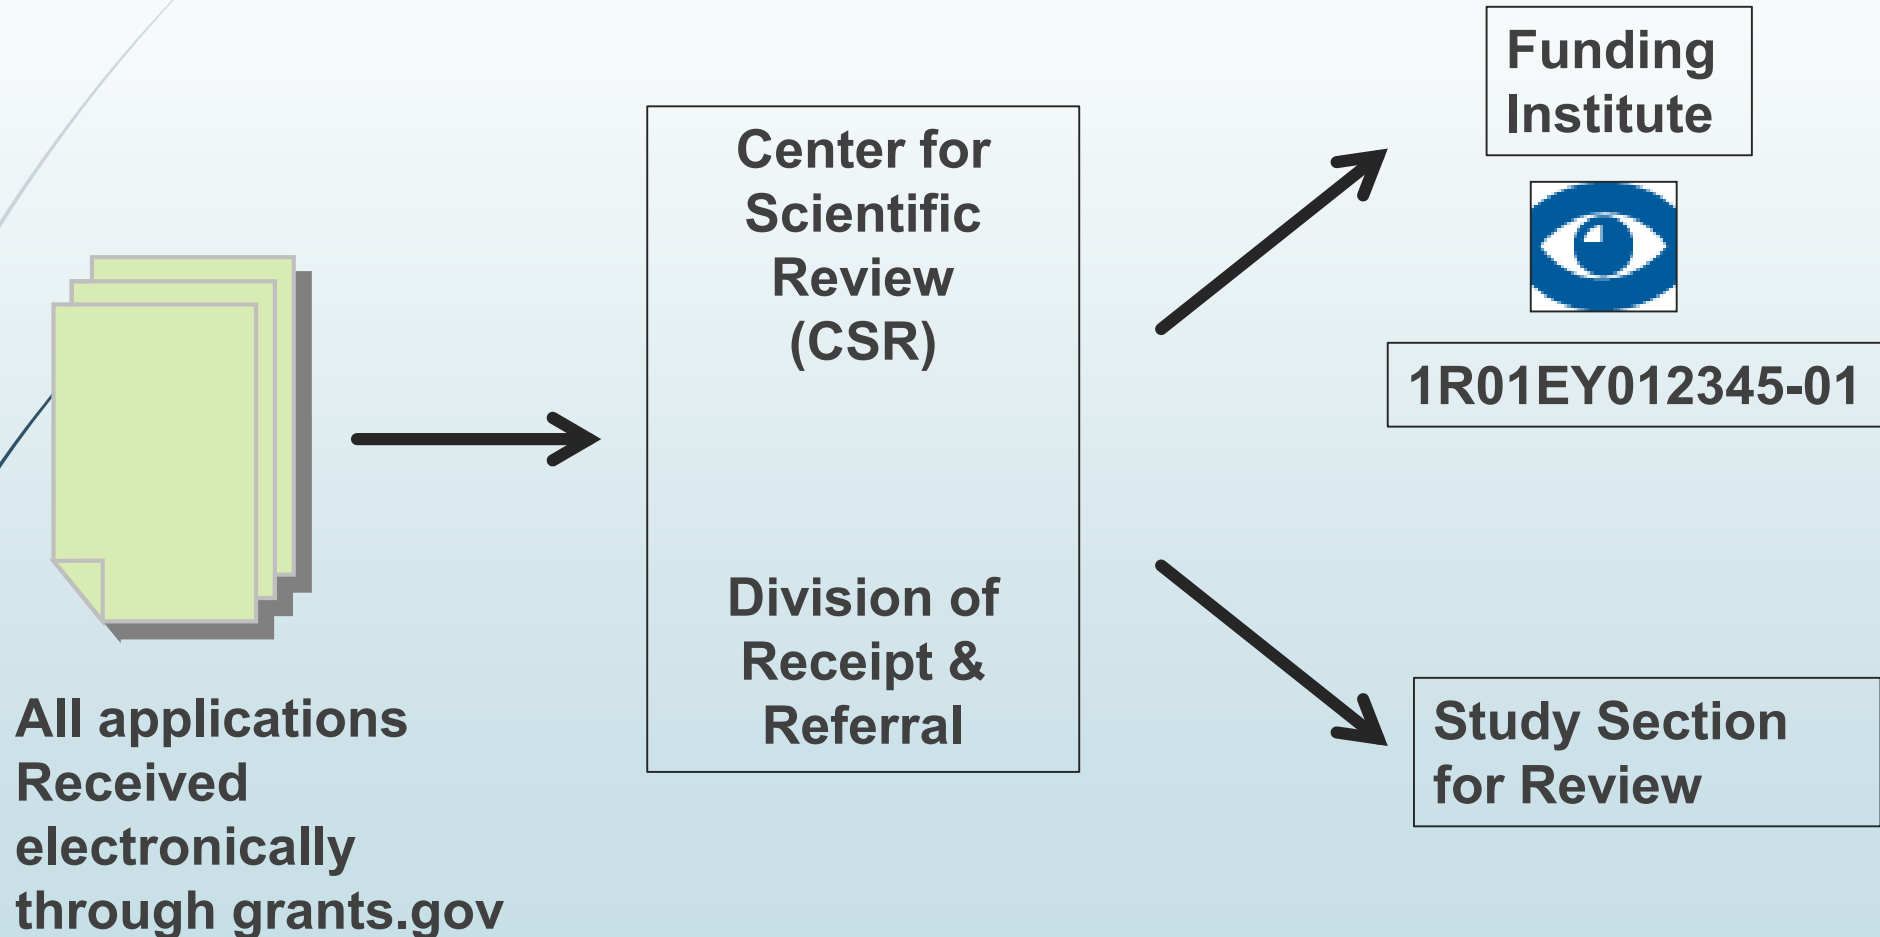 All applications
Received
electronically
through grants.gov
Center for
Scientific
Review
(CSR)
Division of
Receipt &
Referral
Funding
Institute
1R01EY012345-01
Study Section
for Review